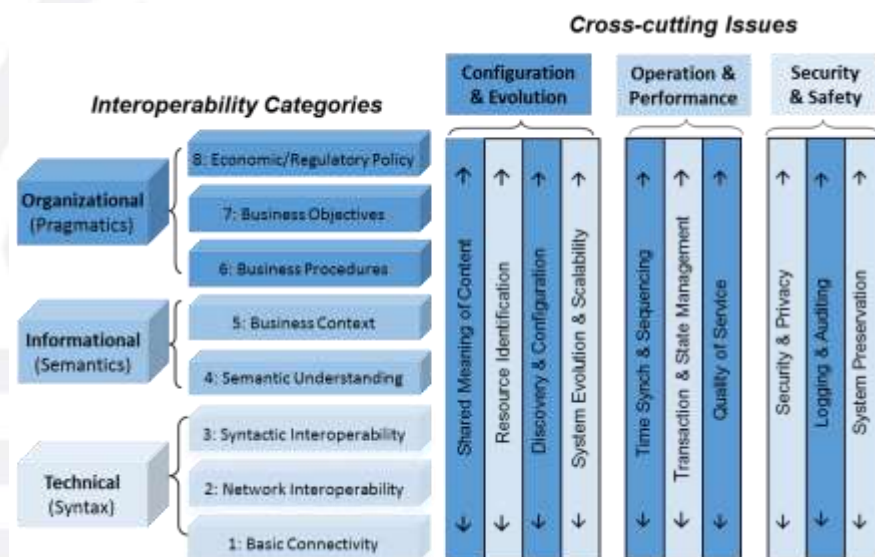 Cross-cutting Issues
Configuration
& Evolution
Operation &
Performance
Security
& Safety
Interoperability Categories
Organizational
(Pragmatics)
8: Economic/Regulatory Policy
7: Business Objectives
6: Business Procedures
Informational
(Semantics)
5: Business Context
4: Semantic Understanding
Technical
(Syntax)
3: Syntactic Interoperability
2: Network Interoperability
1: Basic Connectivity
Shared Meaning of Content
Resource Identification
Discovery & Configuration
System Evolution & Scalability
Time Synch & Sequencing
Transaction & State Management
Quality of Service
Security & Privacy
Logging & Auditing
System Preservation